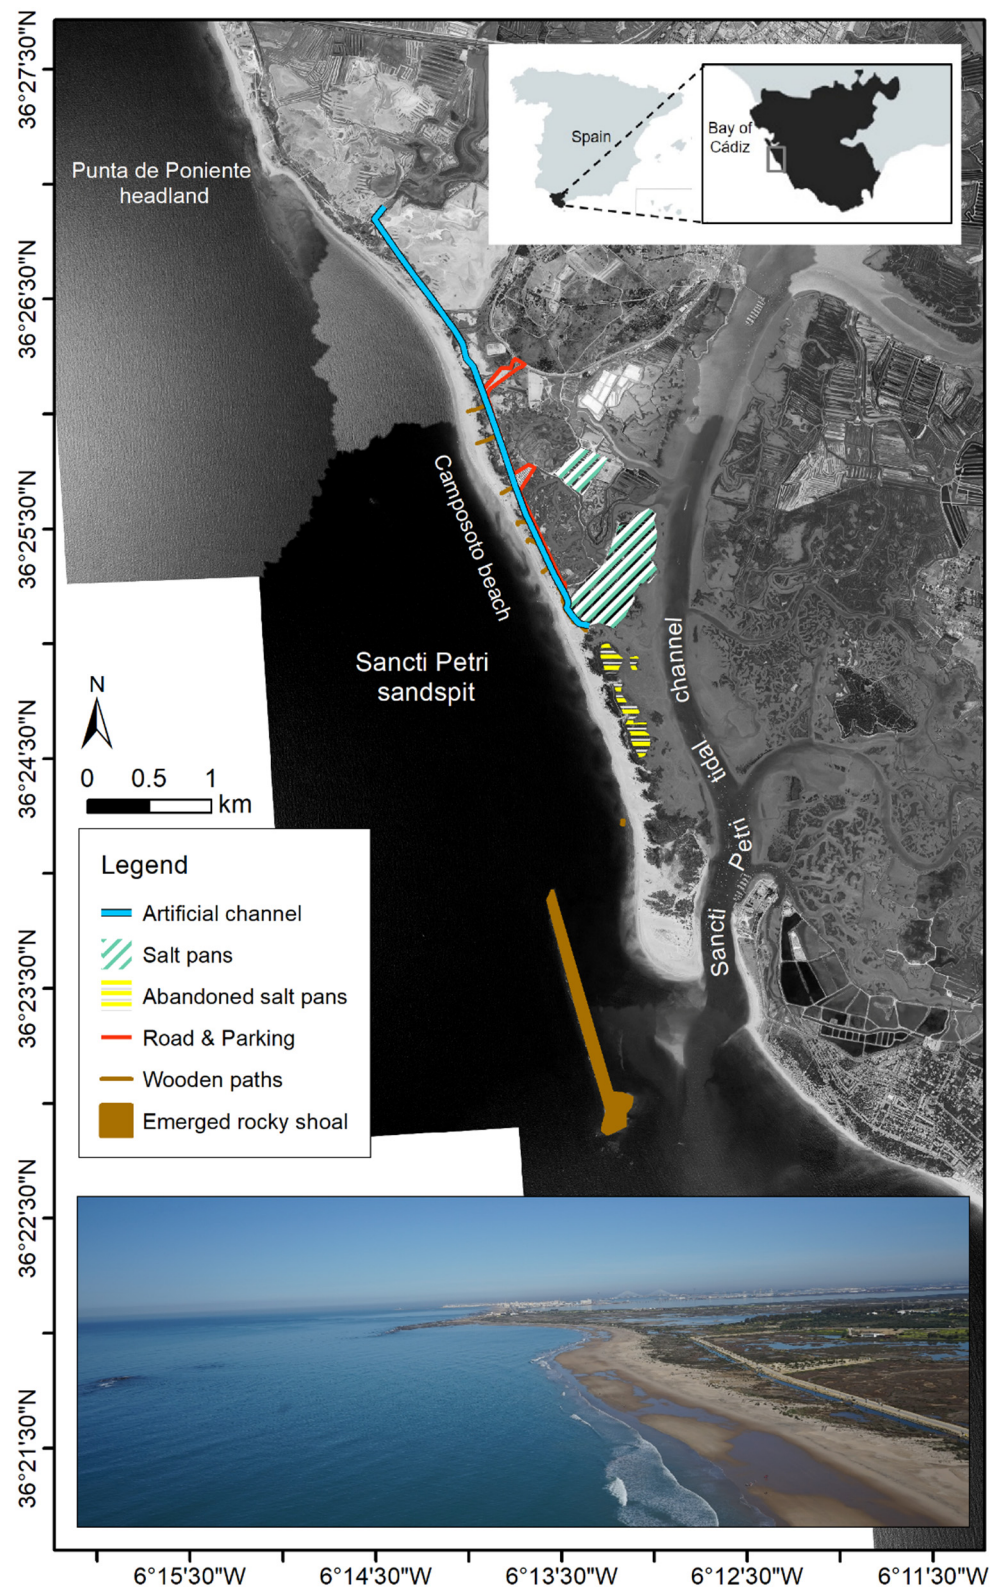 36°27'30"N
36°26'30"N
36°25'30"N
36°24'30"N
36°23'30"N
36°22'30"N
36°21'30"N
Punta de Poniente
headland
Spain
Bay of
Cádiz
Camposoto beach
Sancti Petri
sandspit
Sancti Petri tidal channel
N
0 0.5 1
km
Legend
Artificial channel
Salt pans
Abandoned salt pans
Road & Parking
Wooden paths
Emerged rocky shoal
6°15'30"W 6°14'30"W 6°13'30"W 6°12'30"W 6°11'30"W